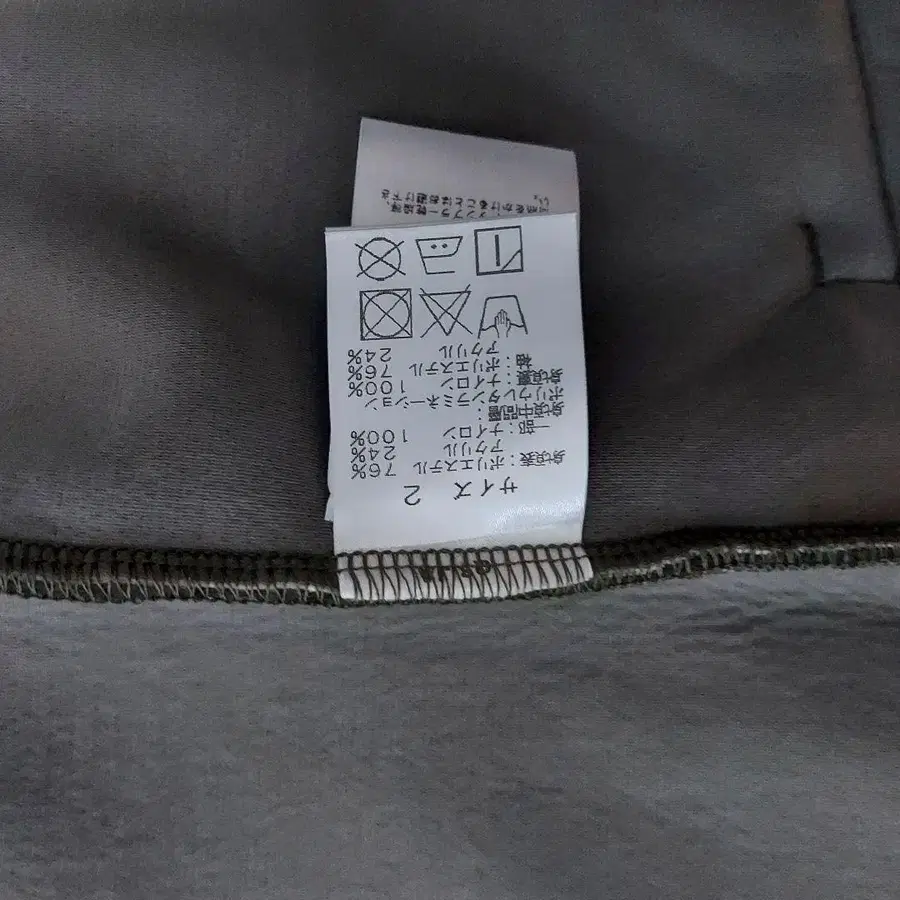 サイズ 2
身頃表：ポリエステル 76%
アクリル 24%
一部：ナイロン 100%
身頃中間層：
ポリウレタンラミネーション
身頃裏：ナイロン 100%
袖：ポリエステル 76%
アクリル 24%